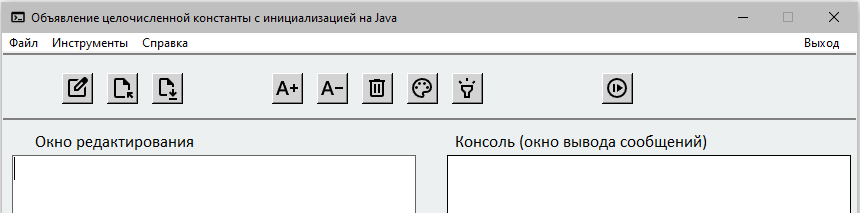 Объявление целочисленной константы с инициализацией на Java
Файл Инструменты Справка Выход
A+ A−
Окно редактирования Консоль (окно вывода сообщений)